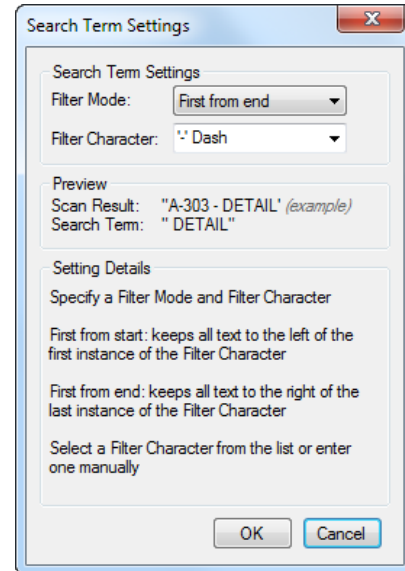 Search Term Settings
Search Term Settings
Filter Mode: First from end
Filter Character: '-' Dash
Preview
Scan Result: "A-303 - DETAIL' (example)
Search Term: " DETAIL"
Setting Details
Specify a Filter Mode and Filter Character
First from start: keeps all text to the left of the
first instance of the Filter Character
First from end: keeps all text to the right of the
last instance of the Filter Character
Select a Filter Character from the list or enter
one manually
OK Cancel